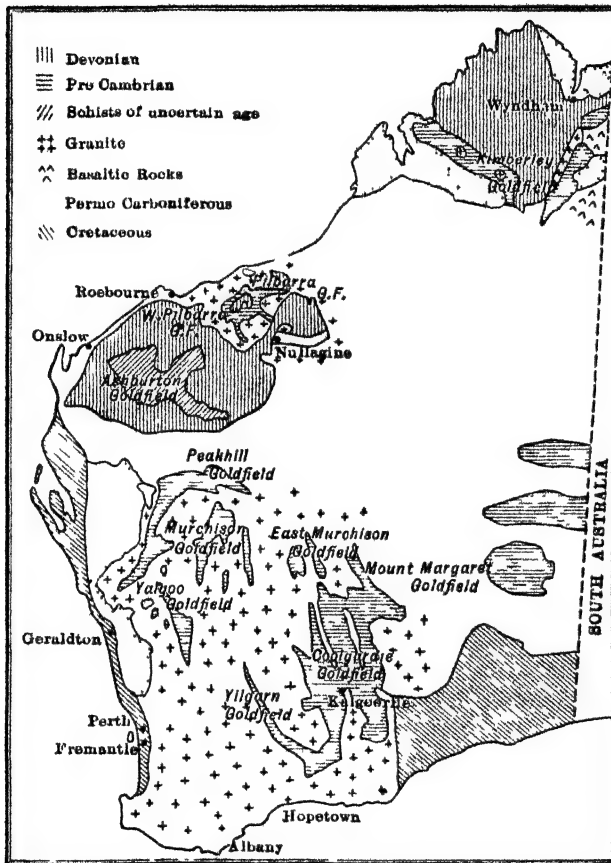 Devonian
Pre Cambrian
Schists of uncertain age
Granite
Basaltic Rocks
Permo Carboniferous
Cretaceous
Wyndham
Kimberley
Goldfield
Roebourne
Pilbarra
G.F.
W. Pilbarra
G.F.
Onslow
Nullagine
Ashburton
Goldfield
Peakhill
Goldfield
Murchison
Goldfield
East Murchison
Goldfield
Mount Margaret
Goldfield
Yalgoo
Goldfield
SOUTH AUSTRALIA
Geraldton
Coolgardie
Goldfield
Yilgarn
Goldfield
Kalgoorlie
Perth
Fremantle
Hopetown
Albany